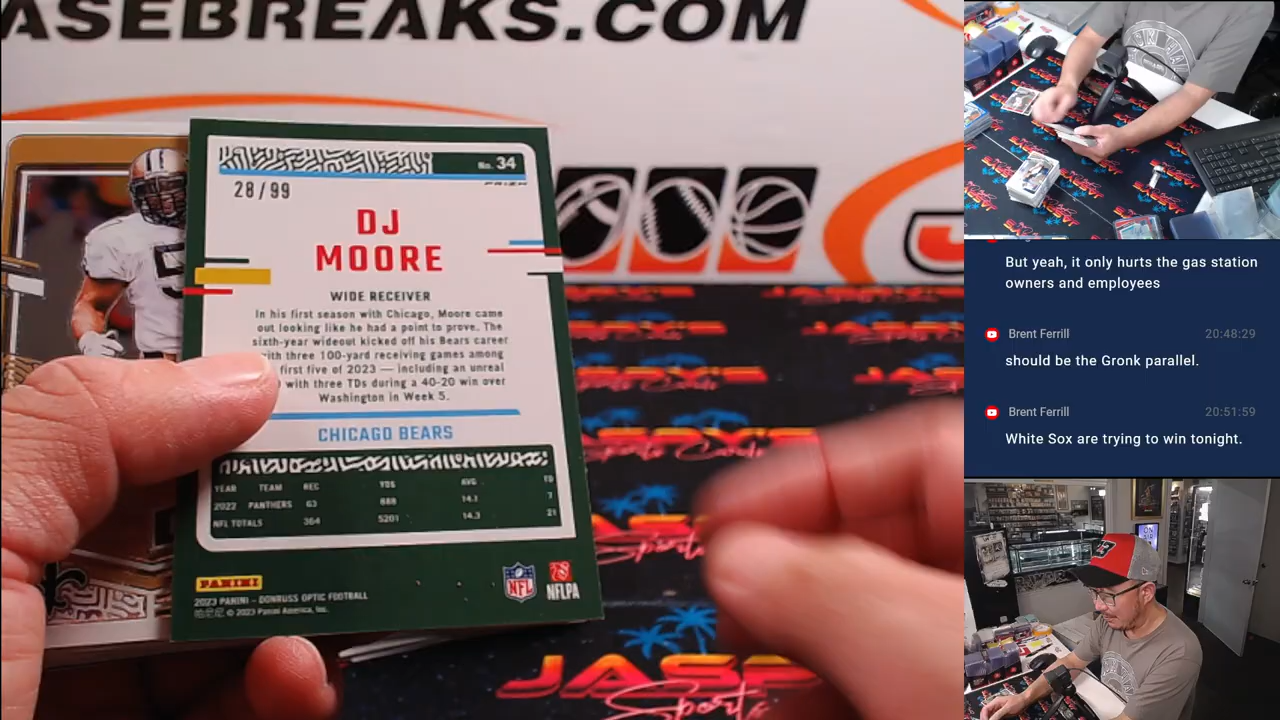 ASEBREAKS.COM
No. 34
PRIZM
28/99
DJ
MOORE
WIDE RECEIVER
In his first season with Chicago, Moore came
out looking like he had a point to prove. The
sixth-year wideout kicked off his Bears career
with three 100-yard receiving games among
first five of 2023 — including an unreal
with three TDs during a 40-20 win over
Washington in Week 5.
CHICAGO BEARS
YEAR TEAM REC YDS AVG TD
2022 PANTHERS 63 888 14.1 7
NFL TOTALS 364 5201 14.3 21
PANINI
2023 PANINI - DONRUSS OPTIC FOOTBALL
© 2023 Panini America, Inc.
NFL
NFLPA
5
JASP
Sports
But yeah, it only hurts the gas station
owners and employees
Brent Ferrill 20:48:29
should be the Gronk parallel.
Brent Ferrill 20:51:59
White Sox are trying to win tonight.